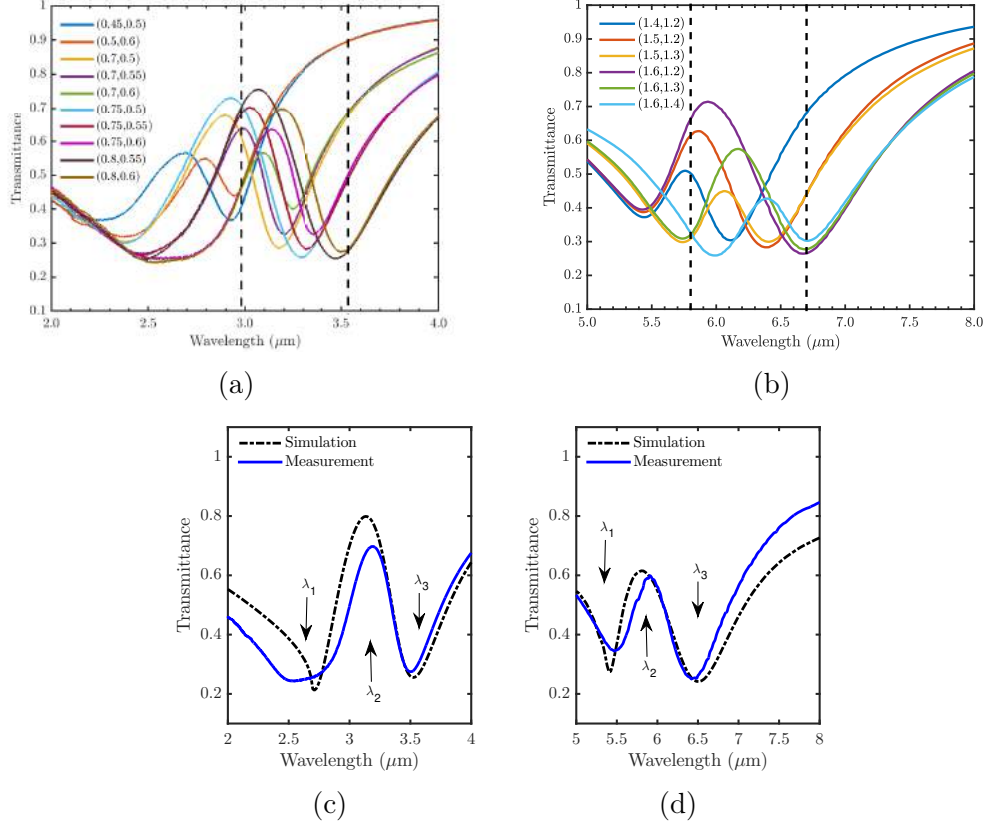 (0.45,0.5)
(0.5,0.6)
(0.7,0.5)
(0.7,0.55)
(0.7,0.6)
(0.75,0.5)
(0.75,0.55)
(0.75,0.6)
(0.8,0.55)
(0.8,0.6)
Transmittance
1
0.9
0.8
0.7
0.6
0.5
0.4
0.3
0.2
0.1
2.0 2.5 3.0 3.5 4.0
Wavelength (μm)
(a)
(1.4,1.2)
(1.5,1.2)
(1.5,1.3)
(1.6,1.2)
(1.6,1.3)
(1.6,1.4)
Transmittance
1
0.9
0.8
0.7
0.6
0.5
0.4
0.3
0.2
0.1
5.0 5.5 6.0 6.5 7.0 7.5 8.0
Wavelength (μm)
(b)
Simulation
Measurement
λ1
λ2
λ3
Transmittance
1
0.8
0.6
0.4
0.2
2 2.5 3 3.5 4
Wavelength (μm)
(c)
Simulation
Measurement
λ1
λ2
λ3
Transmittance
1
0.8
0.6
0.4
0.2
5 5.5 6 6.5 7 7.5 8
Wavelength (μm)
(d)